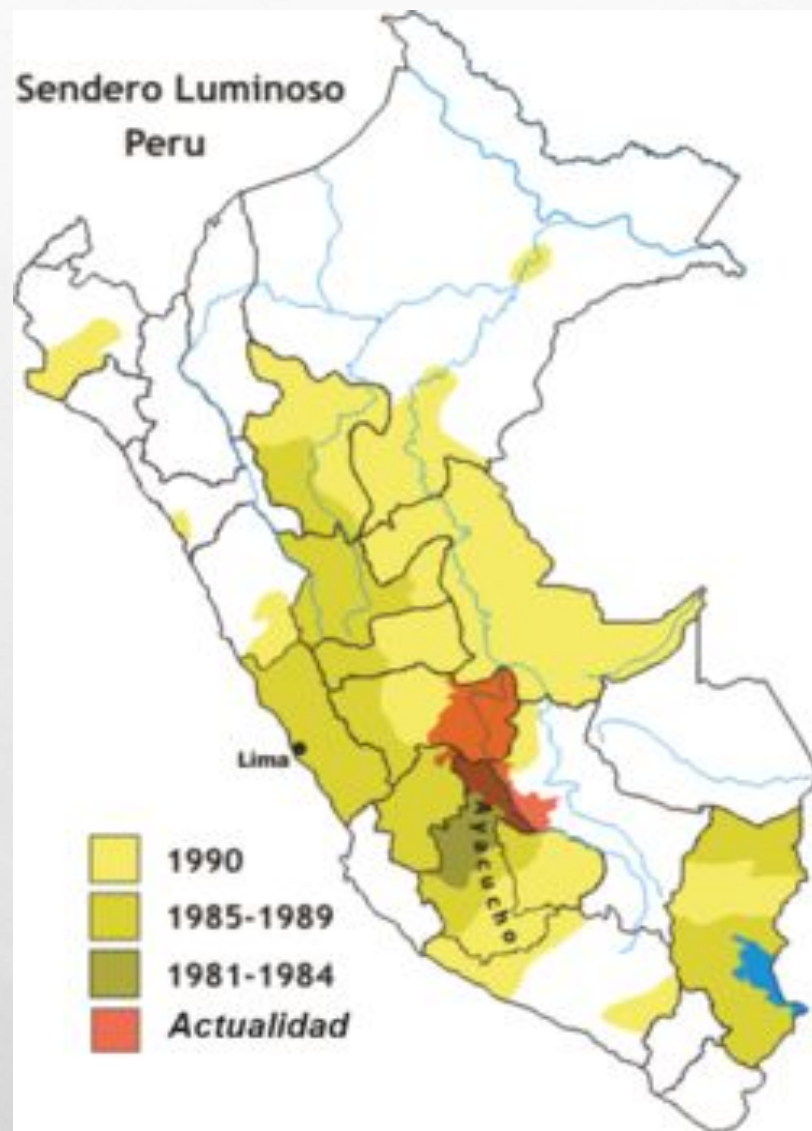 Sendero Luminoso
Peru
Lima
Ayacucho
1990
1985-1989
1981-1984
Actualidad